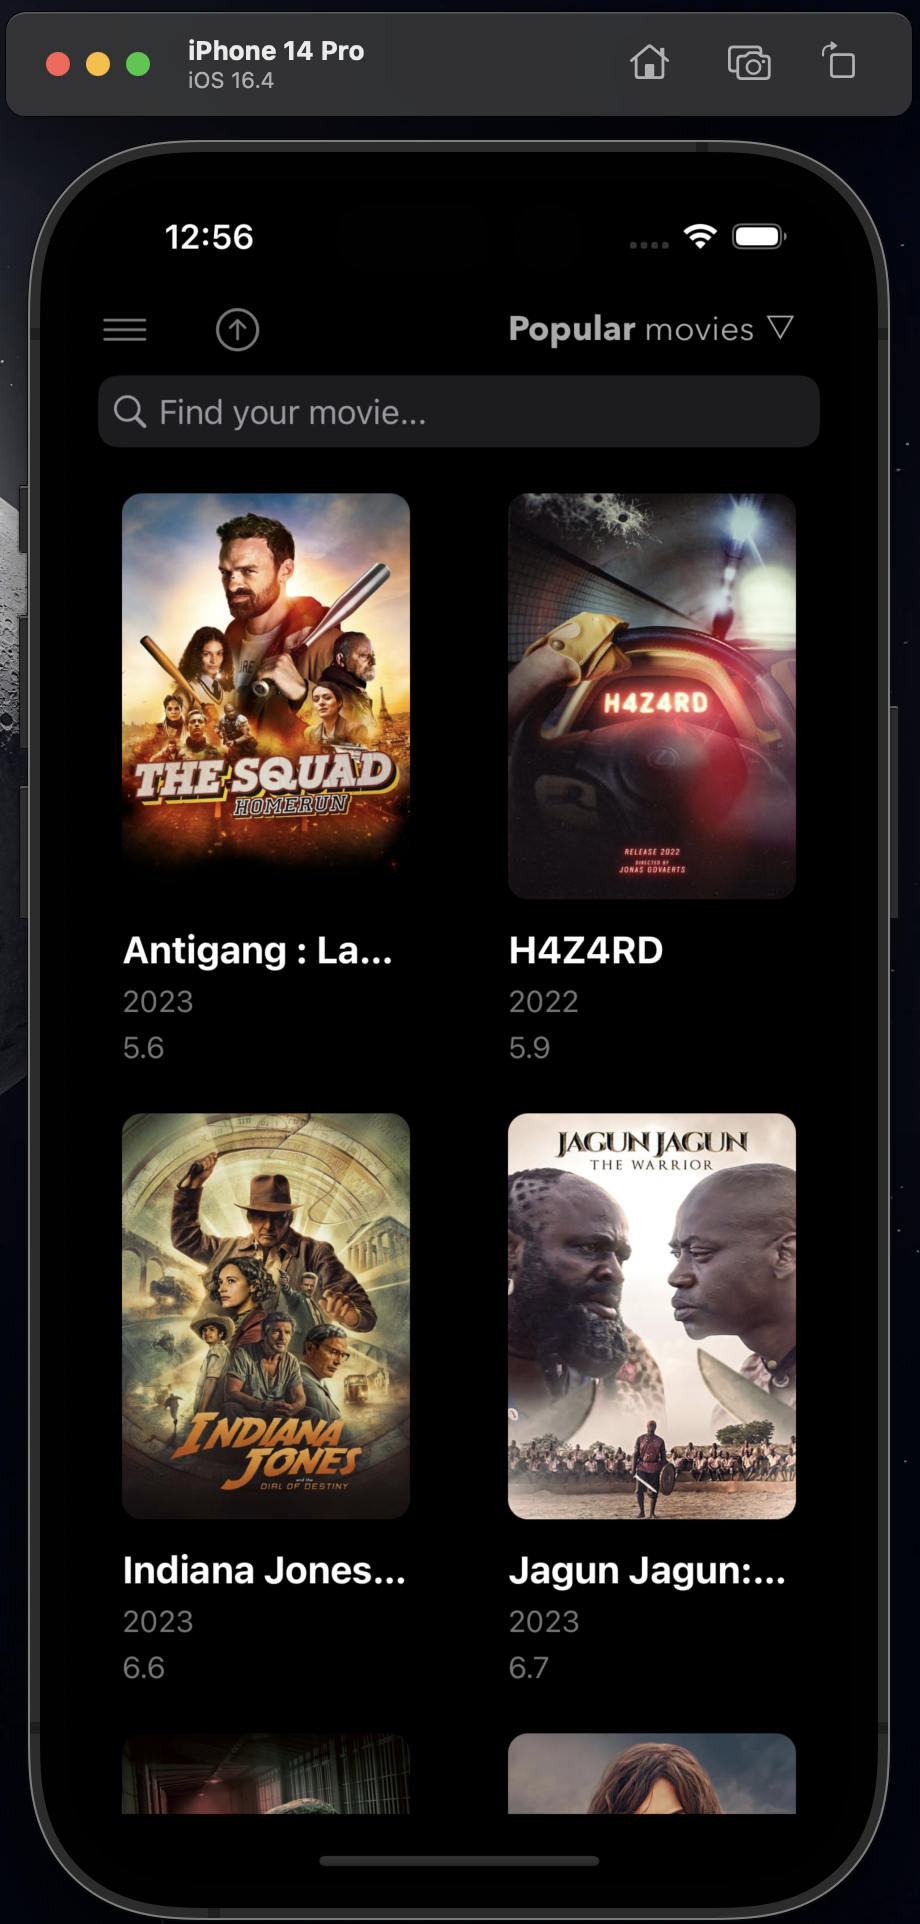 iPhone 14 Pro
iOS 16.4
12:56
Popular movies
Find your movie...
THE SQUAD
HOMERUN
H4Z4RD
RELEASE 2022
DIRECTED BY
JONAS GOVAERTS
Antigang : La...
2023
5.6
H4Z4RD
2022
5.9
INDIANA
JONES
and the
DIAL OF DESTINY
JAGUN JAGUN
THE WARRIOR
Indiana Jones...
2023
6.6
Jagun Jagun:...
2023
6.7